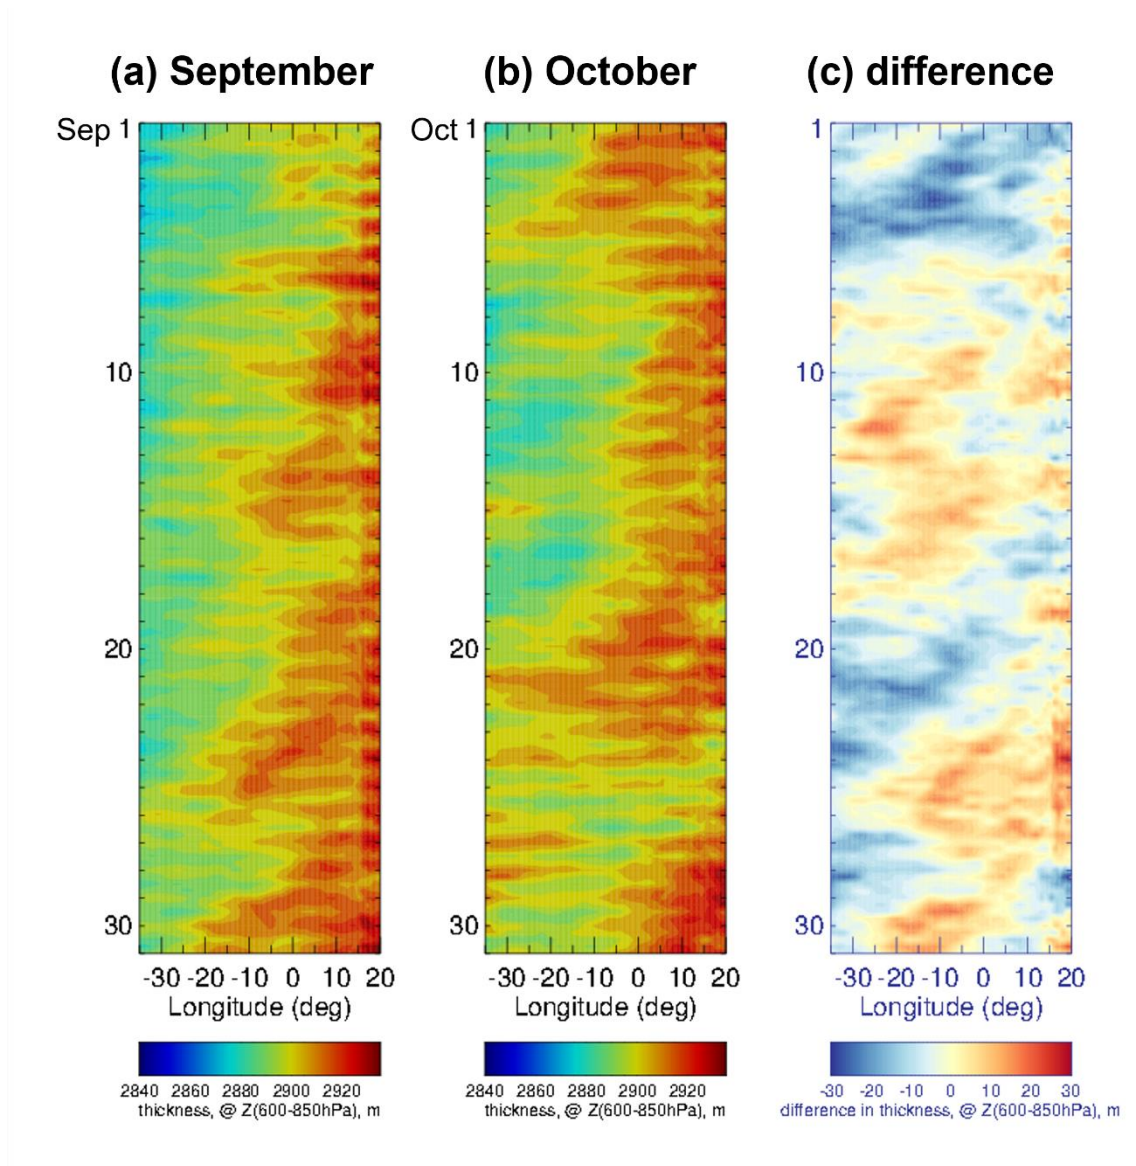 (a) September (b) October (c) difference
Sep 1 Oct 1 1
10 10 10
20 20 20
30 30 30
-30 -20 -10 0 10 20 -30 -20 -10 0 10 20 -30 -20 -10 0 10 20
Longitude (deg) Longitude (deg) Longitude (deg)
2840 2860 2880 2900 2920 2840 2860 2880 2900 2920 -30 -20 -10 0 10 20 30
thickness, @ Z(600-850hPa), m thickness, @ Z(600-850hPa), m difference in thickness, @ Z(600-850hPa), m